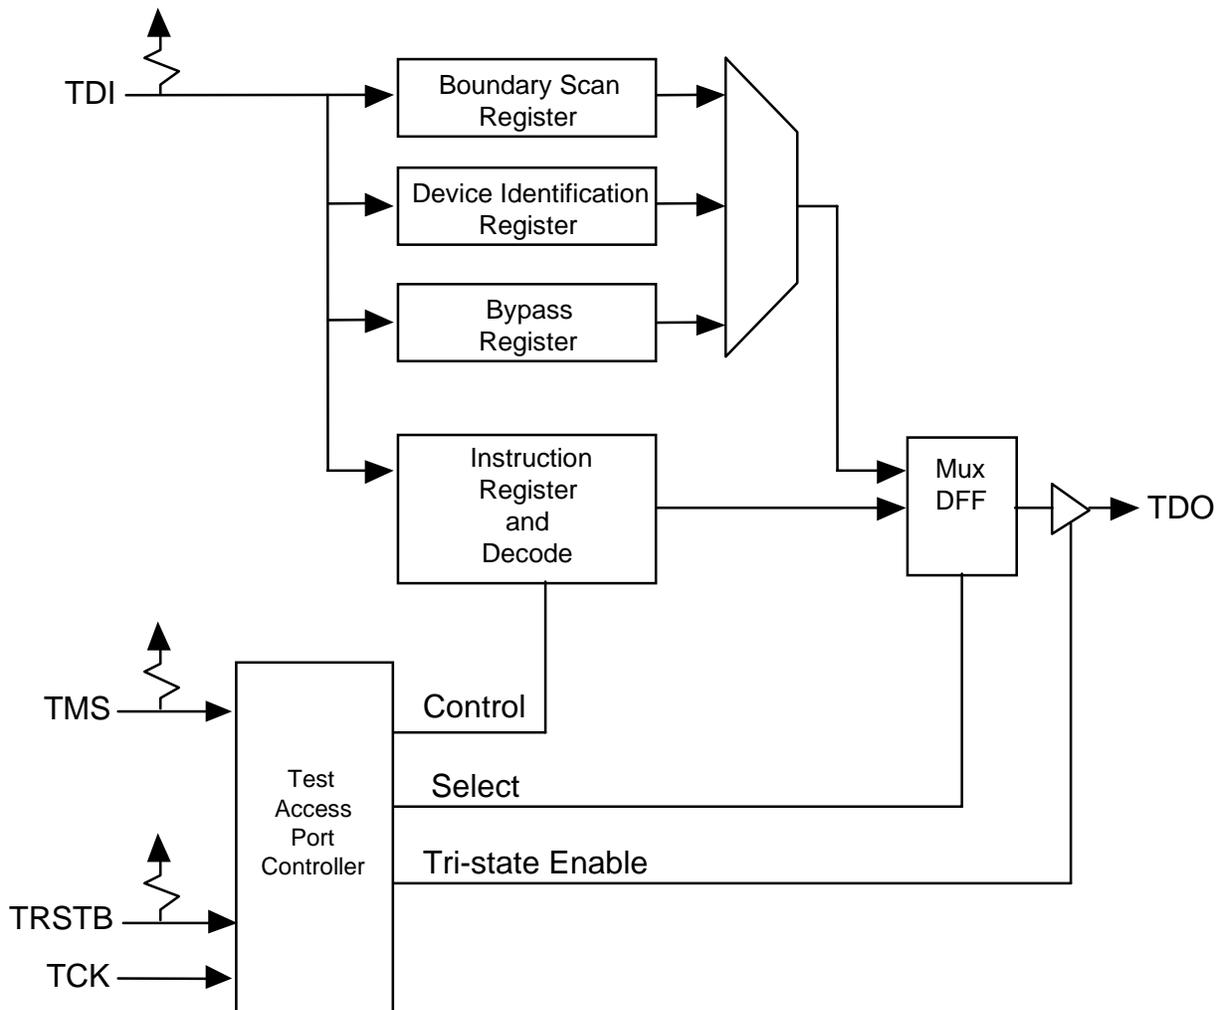 TDI
Boundary Scan
Register
Device Identification
Register
Bypass
Register
Instruction
Register
and
Decode
Mux
DFF
TDO
TMS
Control
Test
Access
Port
Controller
Select
Tri-state Enable
TRSTB
TCK